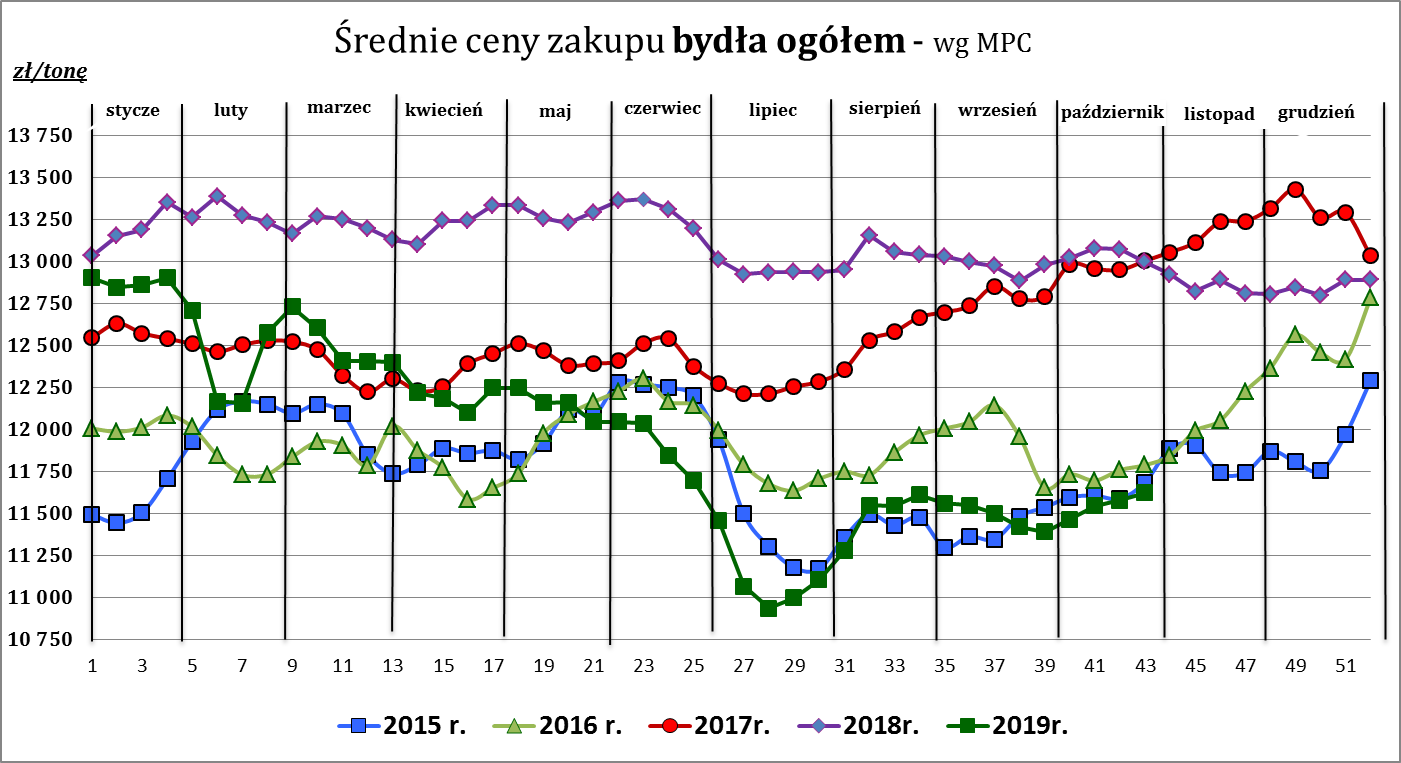 Średnie ceny zakupu bydła ogółem - wg MPC
zł/tonę
stycze luty marzec kwiecień maj czerwiec lipiec sierpień wrzesień październik listopad grudzień
13 750
13 500
13 250
13 000
12 750
12 500
12 250
12 000
11 750
11 500
11 250
11 000
10 750
1 3 5 7 9 11 13 15 17 19 21 23 25 27 29 31 33 35 37 39 41 43 45 47 49 51
2015 r. 2016 r. 2017r. 2018r. 2019r.